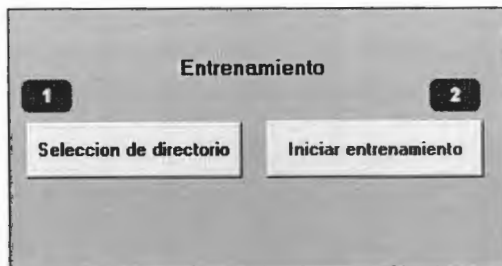 Entrenamiento
1
2
Seleccion de directorio
Iniciar entrenamiento